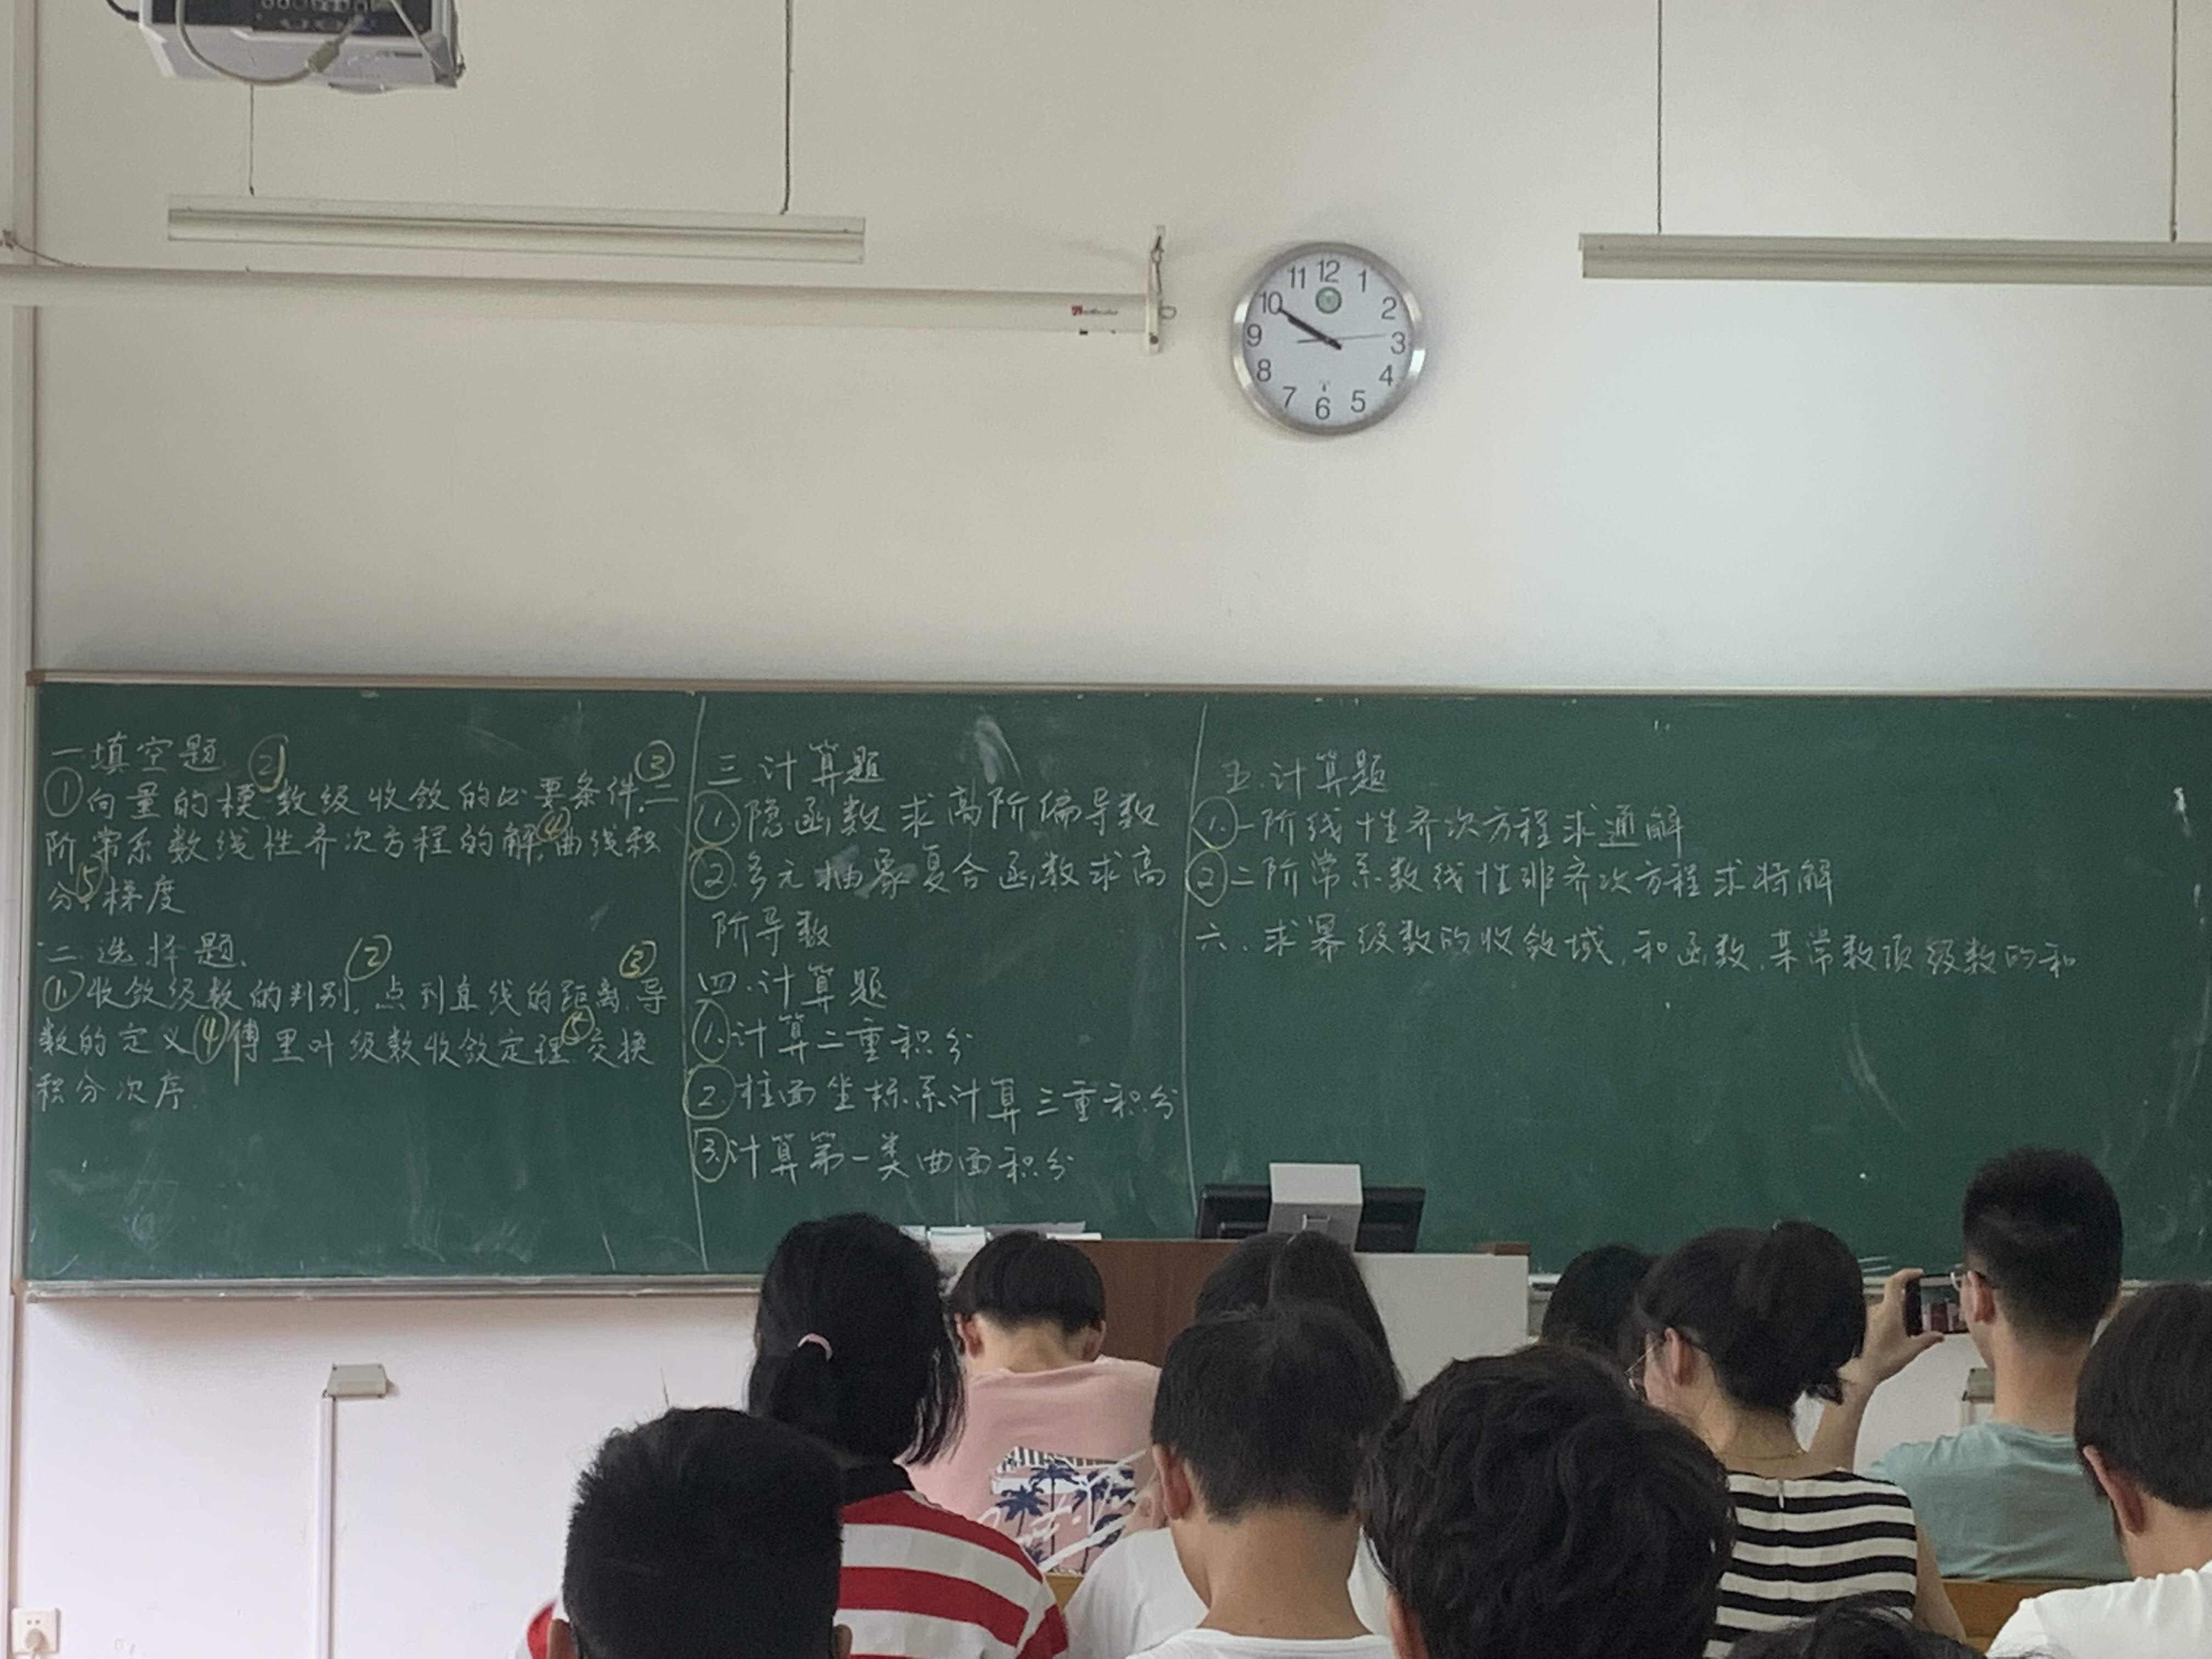 一.填空题
①向量的模②数级收敛的必要条件.③二
阶常系数线性齐次方程的解④曲线积
分.⑤梯度
二.选择题.
①.收敛级数的判别.②点到直线的距离.③导
数的定义④傅里叶级数收敛定理⑤交换
积分次序.
三.计算题
①.隐函数求高阶偏导数
②.多元抽象复合函数求高
阶导数
四.计算题
①.计算二重积分
②.柱面坐标系计算三重积分
③.计算第一类曲面积分
五.计算题
①.一阶线性齐次方程求通解
②.二阶常系数线性非齐次方程求特解
六.求幂级数的收敛域,和函数.某常数项级数的和
12
1
2
3
4
5
6
7
8
9
10
11